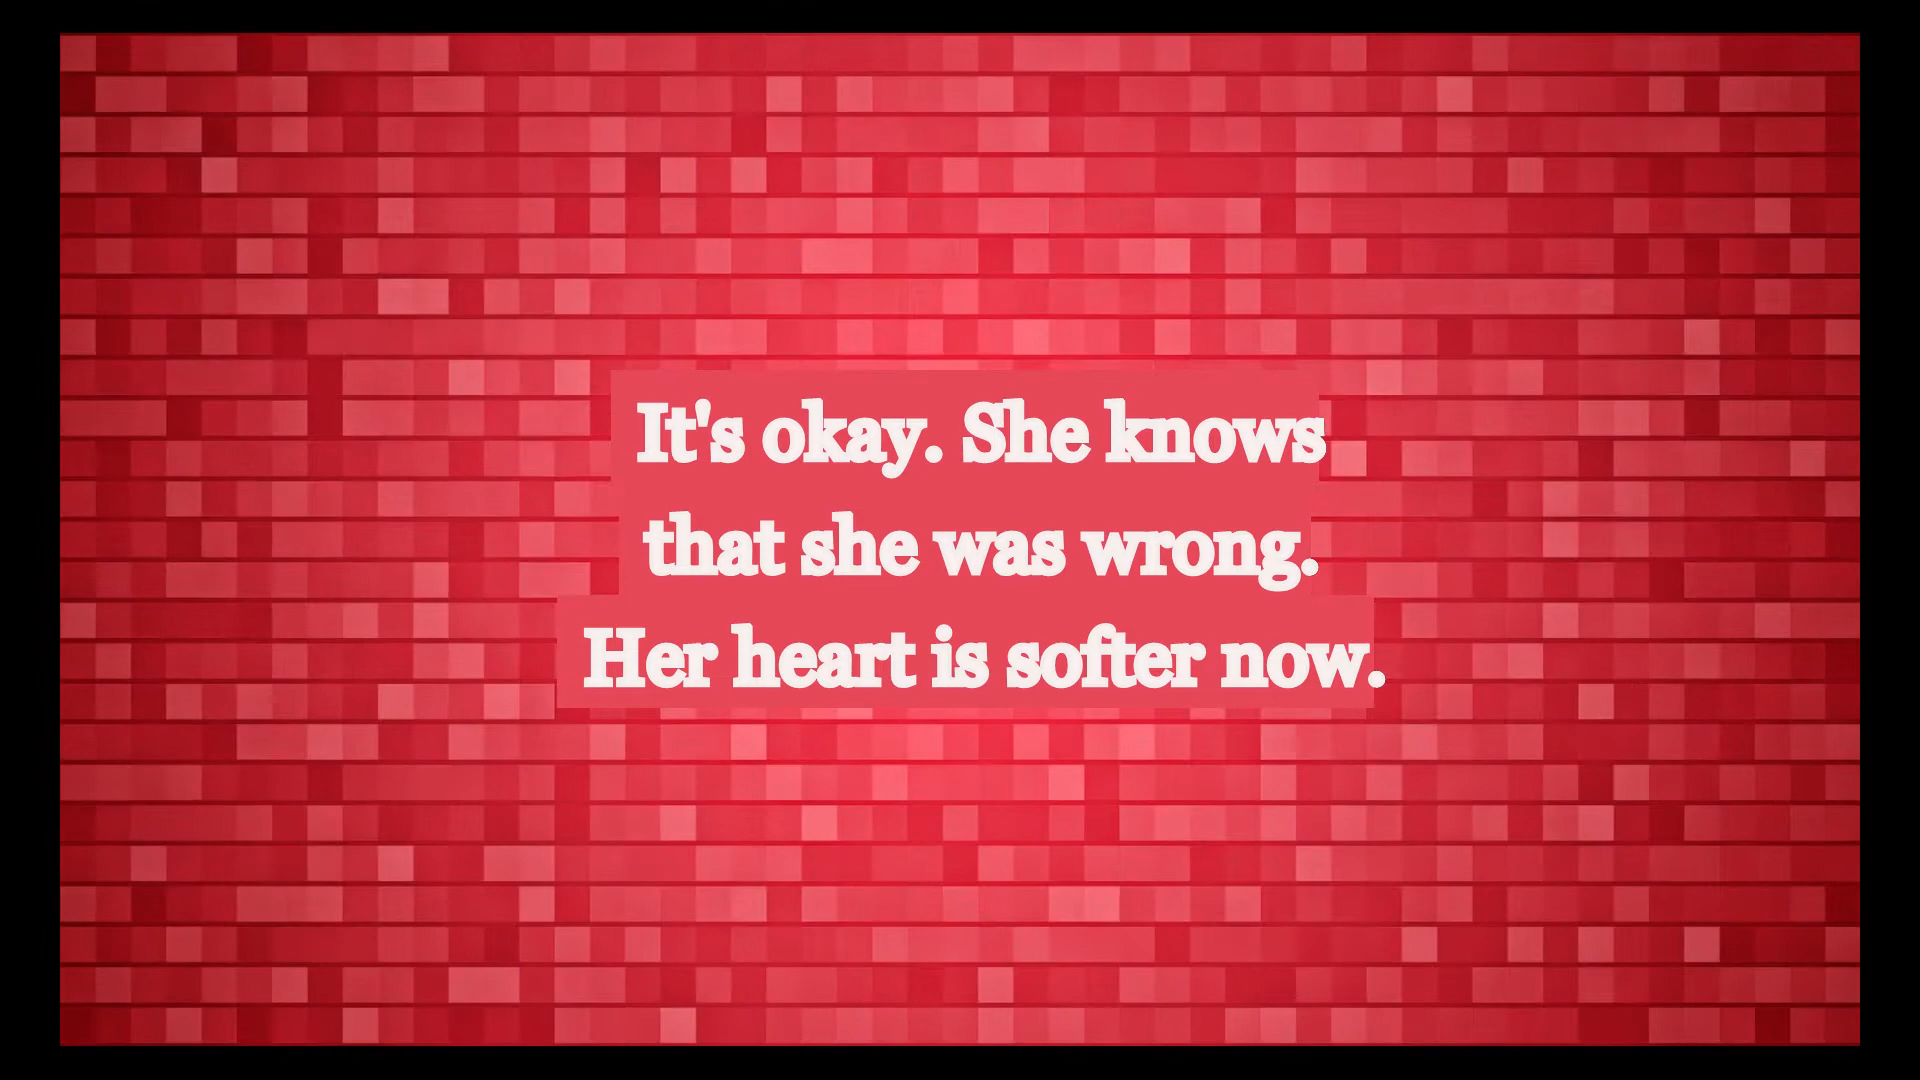 It's okay. She knows
that she was wrong.
Her heart is softer now.